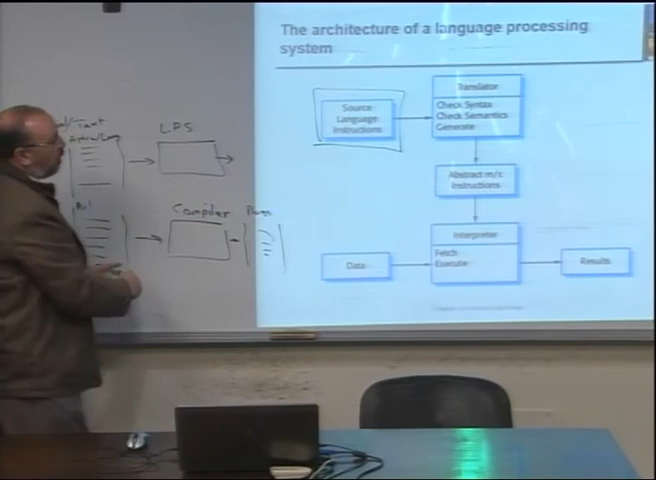 The architecture of a language processing
system
Source
Language
Instructions
Translator
Check Syntax
Check Semantics
Generate
Abstract m/c
Instructions
Interpreter
Fetch
Execute
Data
Results
LPS
Compiler